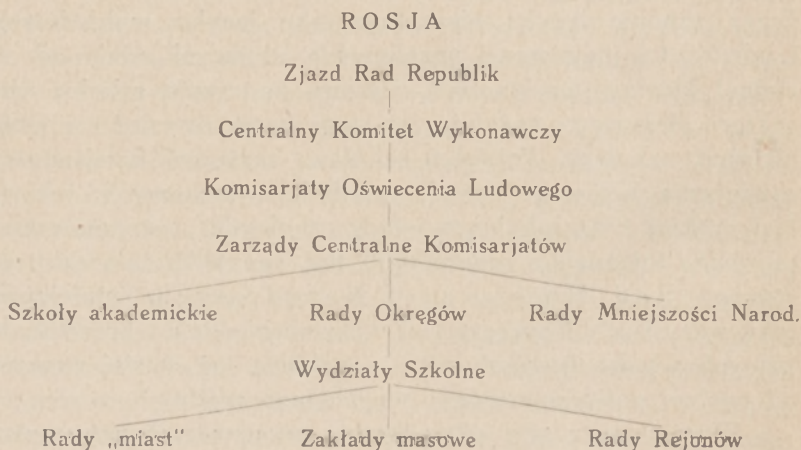 ROSJA
Zjazd Rad Republik
Centralny Komitet Wykonawczy
Komisarjaty Oświecenia Ludowego
Zarządy Centralne Komisarjatów
Szkoły akademickie Rady Okręgów Rady Mniejszości Narod.
Wydziały Szkolne
Rady „miast" Zakłady masowe Rady Rejonów